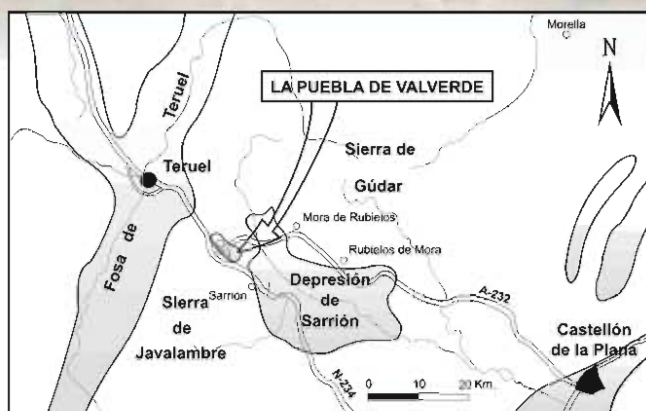 Morella
N
LA PUEBLA DE VALVERDE
Teruel
Sierra de
Gúdar
Teruel
Fosa de
Mora de Rubielos
Rubielos de Mora
Sarrión
Depresión
de
Sarrión
SIerra
de
Javalambre
A-232
N-234
Castellón
de la Plana
0 10 20 Km.